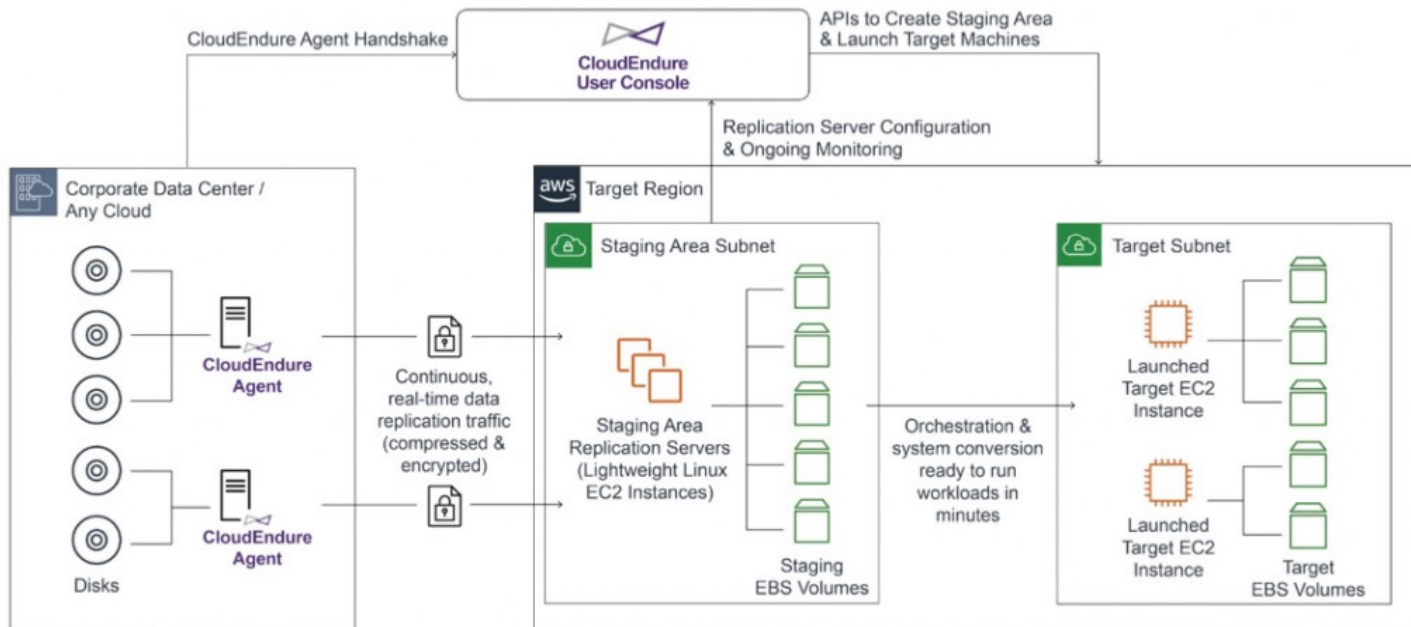 CloudEndure Agent Handshake
CloudEndure
User Console
APIs to Create Staging Area
& Launch Target Machines
Replication Server Configuration
& Ongoing Monitoring
Corporate Data Center /
Any Cloud
aws
Target Region
Staging Area Subnet
Target Subnet
CloudEndure
Agent
CloudEndure
Agent
Disks
Continuous,
real-time data
replication traffic
(compressed &
encrypted)
Staging Area
Replication Servers
(Lightweight Linux
EC2 Instances)
Staging
EBS Volumes
Orchestration &
system conversion
ready to run
workloads in
minutes
Launched
Target EC2
Instance
Launched
Target EC2
Instance
Target
EBS Volumes